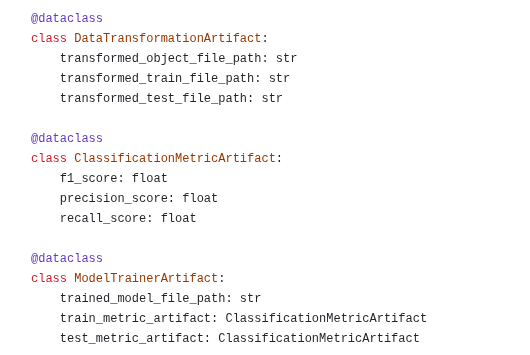 @dataclass
class DataTransformationArtifact:
    transformed_object_file_path: str
    transformed_train_file_path: str
    transformed_test_file_path: str

@dataclass
class ClassificationMetricArtifact:
    f1_score: float
    precision_score: float
    recall_score: float

@dataclass
class ModelTrainerArtifact:
    trained_model_file_path: str
    train_metric_artifact: ClassificationMetricArtifact
    test_metric_artifact: ClassificationMetricArtifact